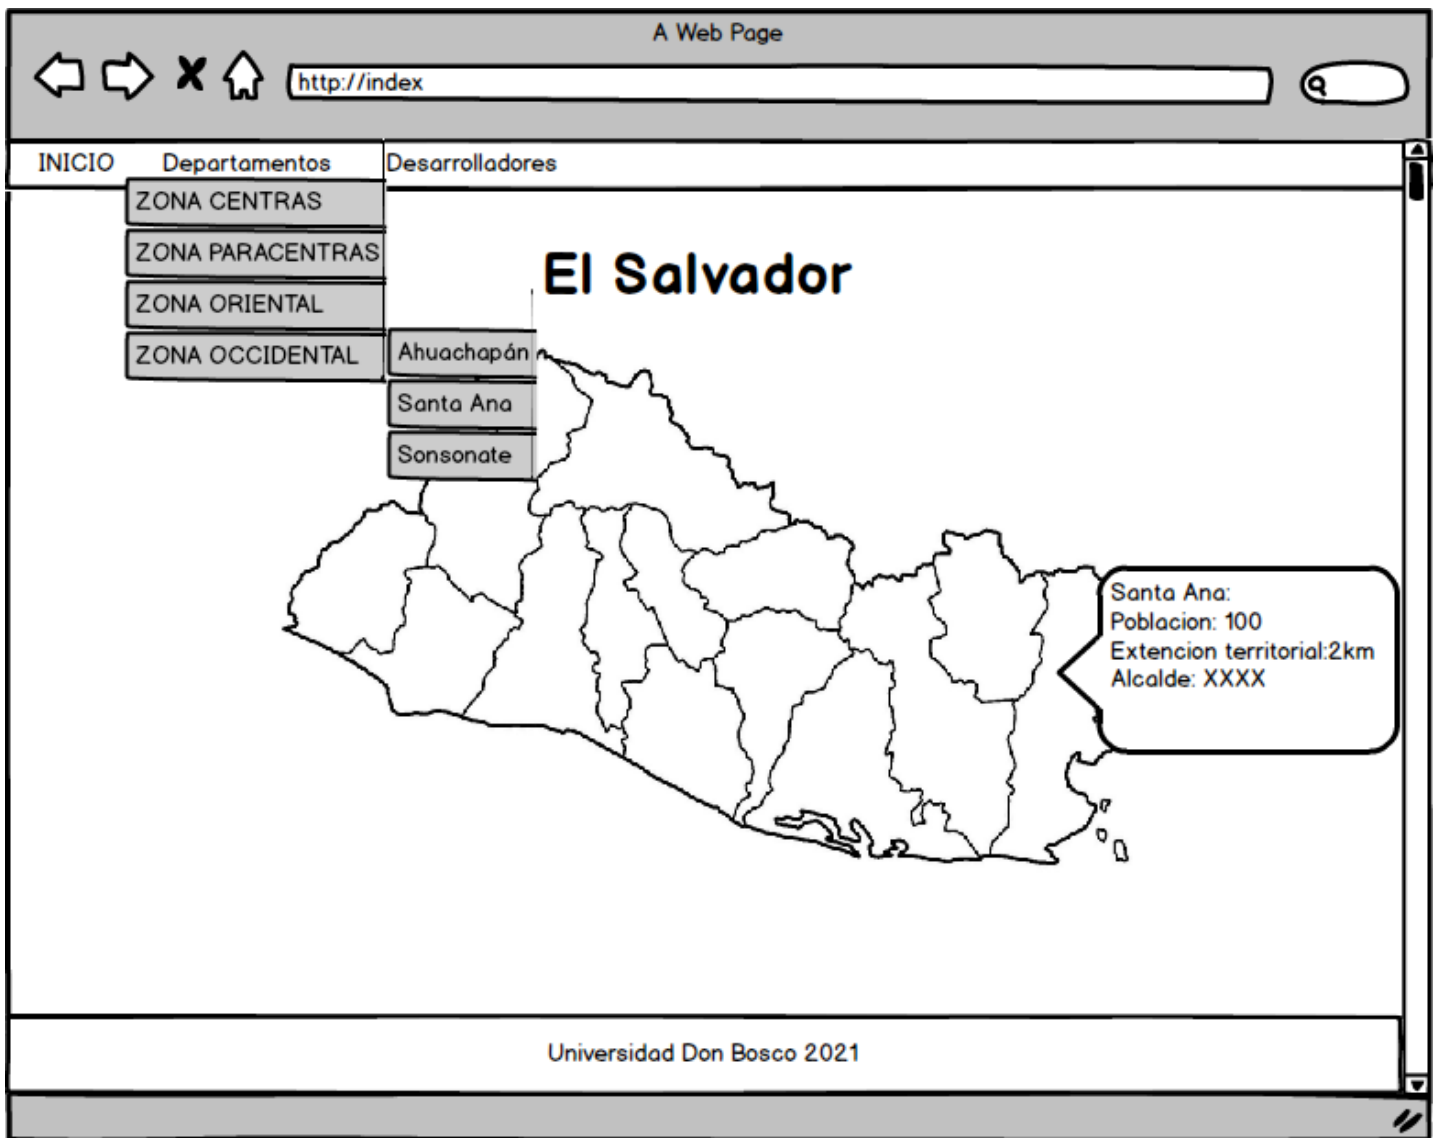 A Web Page
http://index
INICIO Departamentos Desarrolladores
ZONA CENTRAS
ZONA PARACENTRAS
ZONA ORIENTAL
ZONA OCCIDENTAL
Ahuachapán
Santa Ana
Sonsonate
El Salvador
Santa Ana:
Poblacion: 100
Extencion territorial:2km
Alcalde: XXXX
Universidad Don Bosco 2021